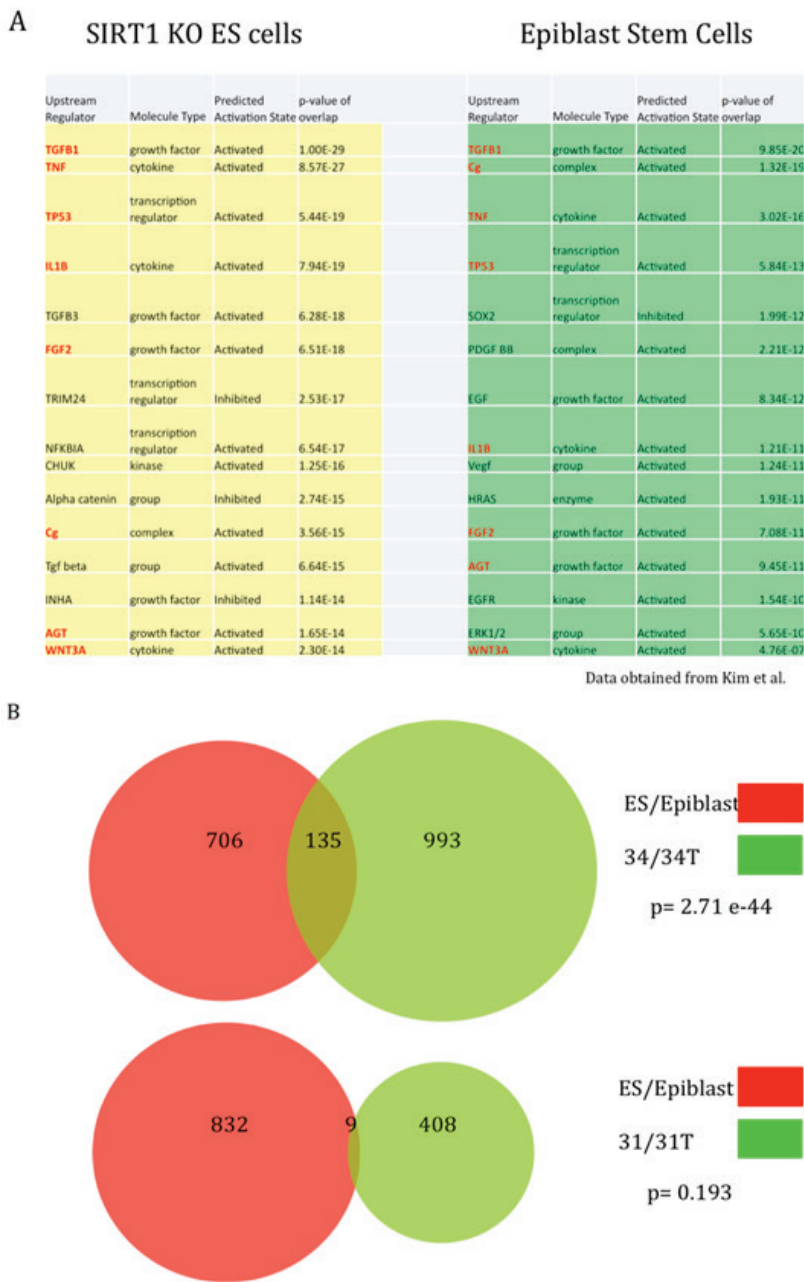 A
SIRT1 KO ES cells
Epiblast Stem Cells
Upstream Regulator Molecule Type Predicted Activation State p-value of overlap
TGFB1 growth factor Activated 1.00E-29
TNF cytokine Activated 8.57E-27
TP53 transcription regulator Activated 5.44E-19
IL1B cytokine Activated 7.94E-19
TGFB3 growth factor Activated 6.28E-18
FGF2 growth factor Activated 6.51E-18
TRIM24 transcription regulator Inhibited 2.53E-17
NFKBIA transcription regulator Activated 6.54E-17
CHUK kinase Activated 1.25E-16
Alpha catenin group Inhibited 2.74E-15
Cg complex Activated 3.56E-15
Tgf beta group Activated 6.64E-15
INHA growth factor Inhibited 1.14E-14
AGT growth factor Activated 1.65E-14
WNT3A cytokine Activated 2.30E-14
Upstream Regulator Molecule Type Predicted Activation State p-value of overlap
TGFB1 growth factor Activated 9.85E-20
Cg complex Activated 1.32E-19
TNF cytokine Activated 3.02E-16
TP53 transcription regulator Activated 5.84E-13
SOX2 transcription regulator Inhibited 1.99E-12
PDGF BB complex Activated 2.21E-12
EGF growth factor Activated 8.34E-12
IL1B cytokine Activated 1.21E-11
Vegf group Activated 1.24E-11
HRAS enzyme Activated 1.93E-11
FGF2 growth factor Activated 7.08E-11
AGT growth factor Activated 9.45E-11
EGFR kinase Activated 1.54E-10
ERK1/2 group Activated 5.65E-10
WNT3A cytokine Activated 4.76E-07
Data obtained from Kim et al.
B
706 135 993
ES/Epiblast
34/34T
p= 2.71 e-44
832 9 408
ES/Epiblast
31/31T
p= 0.193